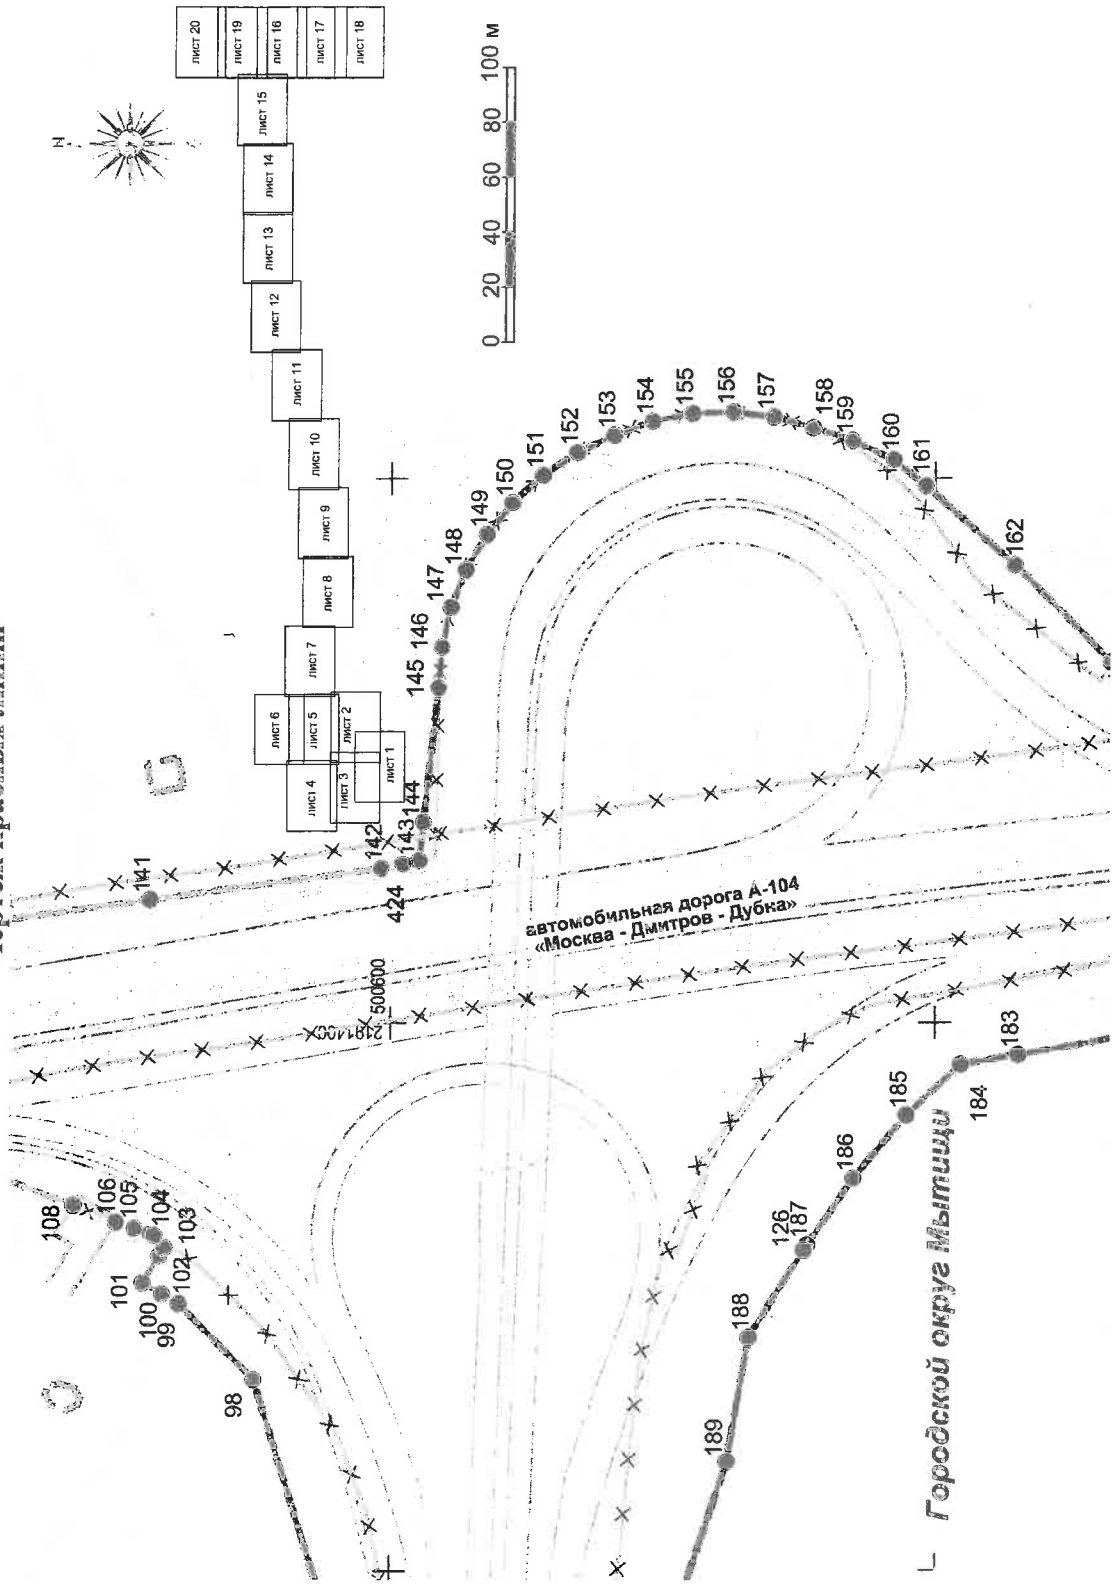 Чертеж красных линий
N
лист 20
лист 19
лист 16
лист 17
лист 18
лист 15
лист 14
лист 13
лист 12
лист 11
лист 10
лист 9
лист 8
лист 7
лист 6
лист 5
лист 2
лист 4
лист 3
лист 1
0 20 40 60 80 100 м
141
142
424 143
144
145
146
147
148
149
150
151
152
153
154
155
156
157
158
159
160
161
162
500600
автомобильная дорога А-104
«Москва - Дмитров - Дубна»
108
106
105
104
103
101
102
100
99
98
183
184
185
186
126
187
188
189
Городской округ Мытищи